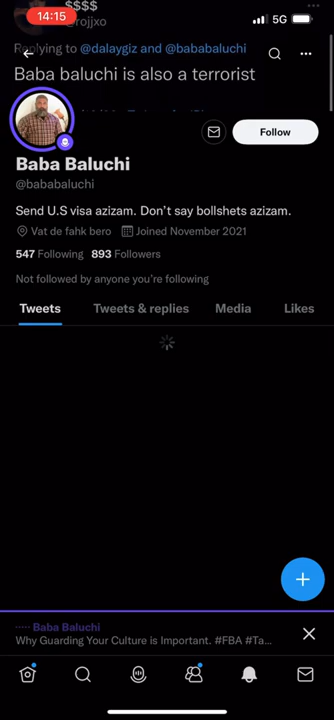 $$$$
14:15
5G
@rojjxo
Replying to @dalaygiz and @bababaluchi
Baba baluchi is also a terrorist
Follow
Baba Baluchi
@bababaluchi
Send U.S visa azizam. Don't say bollshets azizam.
Vat de fahk bero Joined November 2021
547 Following 893 Followers
Not followed by anyone you're following
Tweets Tweets & replies Media Likes
Baba Baluchi
Why Guarding Your Culture is Important. #FBA #Ta...